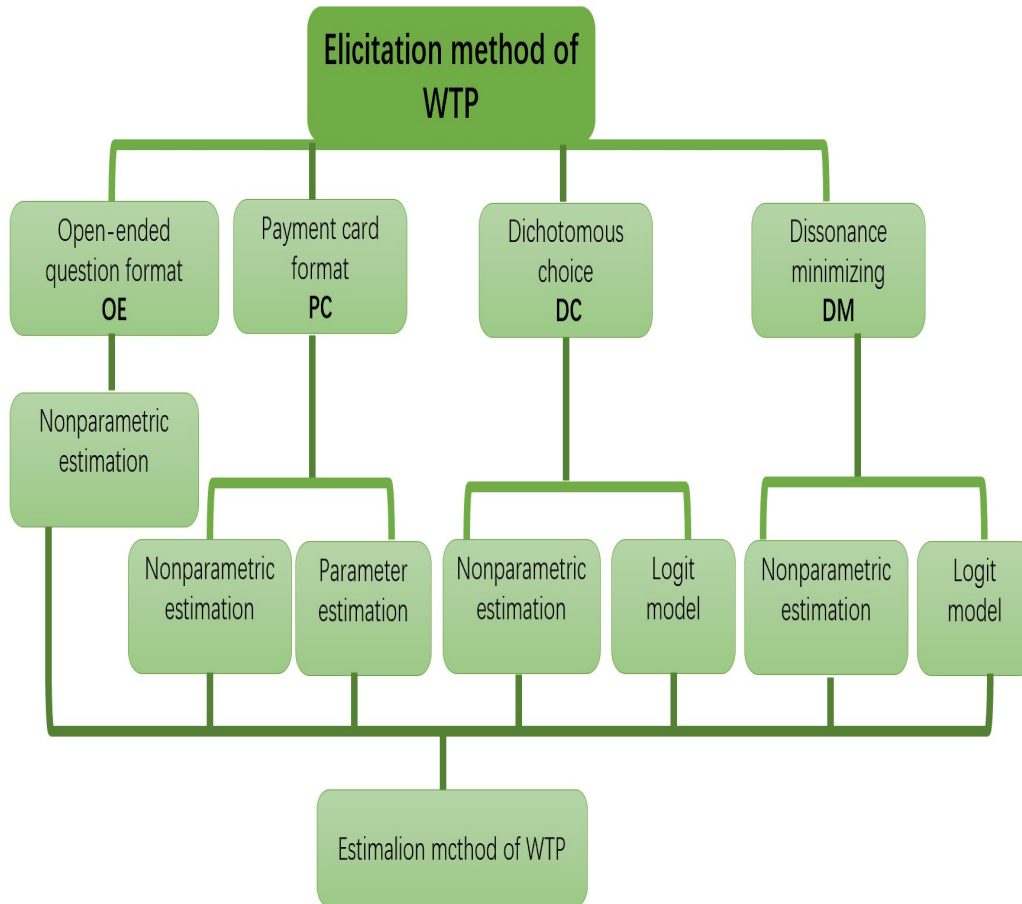 Elicitation method of
WTP
Open-ended
question format
OE
Payment card
format
PC
Dichotomous
choice
DC
Dissonance
minimizing
DM
Nonparametric
estimation
Nonparametric
estimation
Parameter
estimation
Nonparametric
estimation
Logit
model
Nonparametric
estimation
Logit
model
Estimalion mcthod of WTP